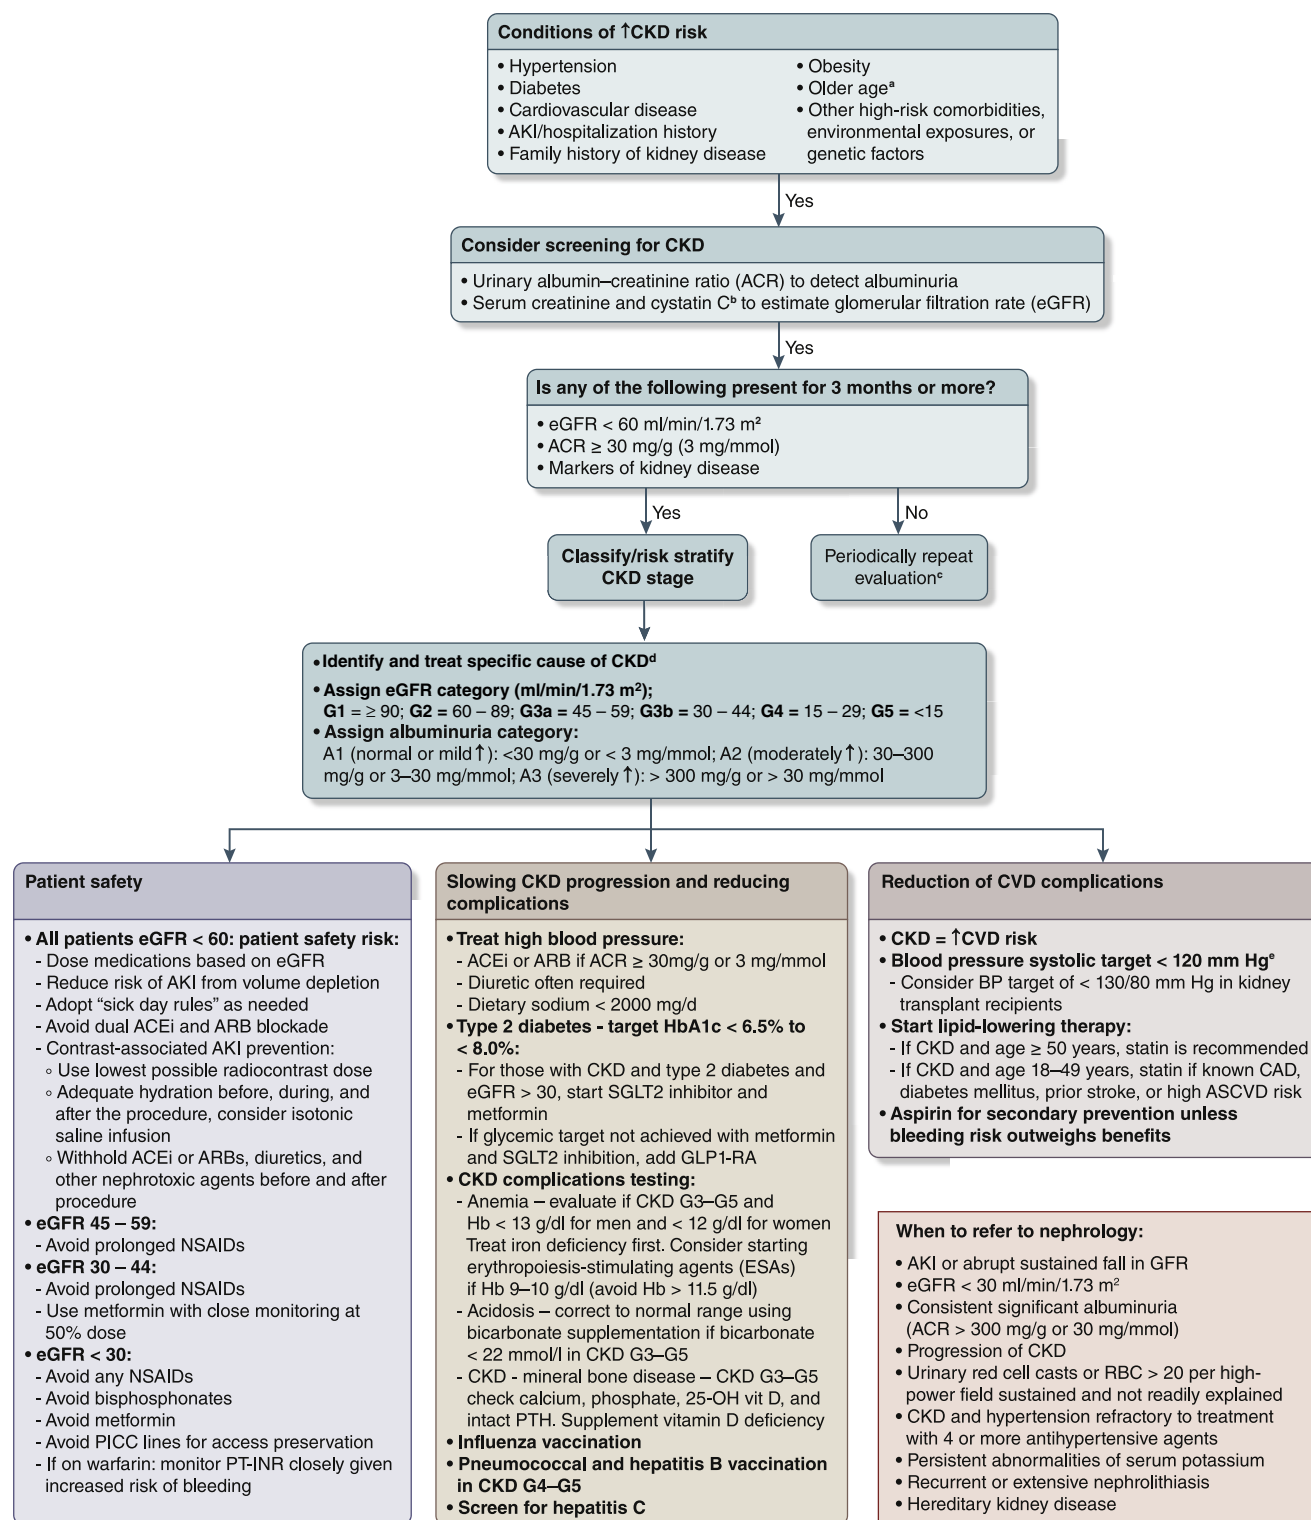 Conditions of ↑CKD risk
• Hypertension
• Diabetes
• Cardiovascular disease
• AKI/hospitalization history
• Family history of kidney disease
• Obesity
• Older ageᵃ
• Other high-risk comorbidities,
environmental exposures, or
genetic factors
Yes
Consider screening for CKD
• Urinary albumin–creatinine ratio (ACR) to detect albuminuria
• Serum creatinine and cystatin Cᵇ to estimate glomerular filtration rate (eGFR)
Yes
Is any of the following present for 3 months or more?
• eGFR < 60 ml/min/1.73 m²
• ACR ≥ 30 mg/g (3 mg/mmol)
• Markers of kidney disease
Yes
No
Classify/risk stratify
CKD stage
Periodically repeat
evaluationᶜ
• Identify and treat specific cause of CKDᵈ
• Assign eGFR category (ml/min/1.73 m²);
G1 = ≥ 90; G2 = 60 – 89; G3a = 45 – 59; G3b = 30 – 44; G4 = 15 – 29; G5 = <15
• Assign albuminuria category:
A1 (normal or mild ↑): <30 mg/g or < 3 mg/mmol; A2 (moderately ↑): 30–300
mg/g or 3–30 mg/mmol; A3 (severely ↑): > 300 mg/g or > 30 mg/mmol
Patient safety
• All patients eGFR < 60: patient safety risk:
- Dose medications based on eGFR
- Reduce risk of AKI from volume depletion
- Adopt “sick day rules” as needed
- Avoid dual ACEi and ARB blockade
- Contrast-associated AKI prevention:
◦ Use lowest possible radiocontrast dose
◦ Adequate hydration before, during, and
after the procedure, consider isotonic
saline infusion
◦ Withhold ACEi or ARBs, diuretics, and
other nephrotoxic agents before and after
procedure
• eGFR 45 – 59:
- Avoid prolonged NSAIDs
• eGFR 30 – 44:
- Avoid prolonged NSAIDs
- Use metformin with close monitoring at
50% dose
• eGFR < 30:
- Avoid any NSAIDs
- Avoid bisphosphonates
- Avoid metformin
- Avoid PICC lines for access preservation
- If on warfarin: monitor PT-INR closely given
increased risk of bleeding
Slowing CKD progression and reducing
complications
• Treat high blood pressure:
- ACEi or ARB if ACR ≥ 30mg/g or 3 mg/mmol
- Diuretic often required
- Dietary sodium < 2000 mg/d
• Type 2 diabetes - target HbA1c < 6.5% to
< 8.0%:
- For those with CKD and type 2 diabetes and
eGFR > 30, start SGLT2 inhibitor and
metformin
- If glycemic target not achieved with metformin
and SGLT2 inhibition, add GLP1-RA
• CKD complications testing:
- Anemia – evaluate if CKD G3–G5 and
Hb < 13 g/dl for men and < 12 g/dl for women
Treat iron deficiency first. Consider starting
erythropoiesis-stimulating agents (ESAs)
if Hb 9–10 g/dl (avoid Hb > 11.5 g/dl)
- Acidosis – correct to normal range using
bicarbonate supplementation if bicarbonate
< 22 mmol/l in CKD G3–G5
- CKD - mineral bone disease – CKD G3–G5
check calcium, phosphate, 25-OH vit D, and
intact PTH. Supplement vitamin D deficiency
• Influenza vaccination
• Pneumococcal and hepatitis B vaccination
in CKD G4–G5
• Screen for hepatitis C
Reduction of CVD complications
• CKD = ↑CVD risk
• Blood pressure systolic target < 120 mm Hgᵉ
- Consider BP target of < 130/80 mm Hg in kidney
transplant recipients
• Start lipid-lowering therapy:
- If CKD and age ≥ 50 years, statin is recommended
- If CKD and age 18–49 years, statin if known CAD,
diabetes mellitus, prior stroke, or high ASCVD risk
• Aspirin for secondary prevention unless
bleeding risk outweighs benefits
When to refer to nephrology:
• AKI or abrupt sustained fall in GFR
• eGFR < 30 ml/min/1.73 m²
• Consistent significant albuminuria
(ACR > 300 mg/g or 30 mg/mmol)
• Progression of CKD
• Urinary red cell casts or RBC > 20 per high-
power field sustained and not readily explained
• CKD and hypertension refractory to treatment
with 4 or more antihypertensive agents
• Persistent abnormalities of serum potassium
• Recurrent or extensive nephrolithiasis
• Hereditary kidney disease